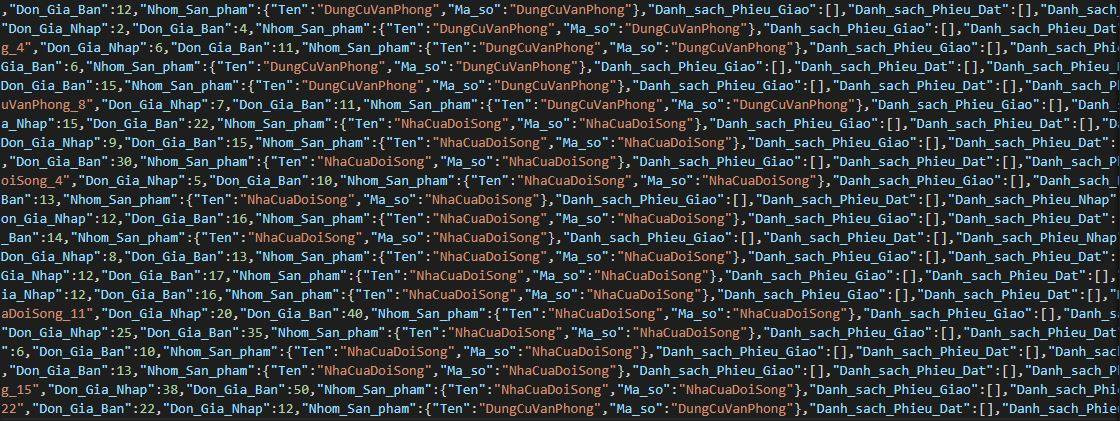 ,"Don_Gia_Ban":12,"Nhom_San_pham":{"Ten":"DungCuVanPhong","Ma_so":"DungCuVanPhong"},"Danh_sach_Phieu_Giao":[],"Danh_sach_Phieu_Dat":[],"Danh_sach
"Don_Gia_Nhap":2,"Don_Gia_Ban":4,"Nhom_San_pham":{"Ten":"DungCuVanPhong","Ma_so":"DungCuVanPhong"},"Danh_sach_Phieu_Giao":[],"Danh_sach_Phieu_Dat
g_4","Don_Gia_Nhap":6,"Don_Gia_Ban":11,"Nhom_San_pham":{"Ten":"DungCuVanPhong","Ma_so":"DungCuVanPhong"},"Danh_sach_Phieu_Giao":[],"Danh_sach_Phi
Gia_Ban":6,"Nhom_San_pham":{"Ten":"DungCuVanPhong","Ma_so":"DungCuVanPhong"},"Danh_sach_Phieu_Giao":[],"Danh_sach_Phieu_Dat":[],"Danh_sach_Phieu_
Don_Gia_Ban":15,"Nhom_San_pham":{"Ten":"DungCuVanPhong","Ma_so":"DungCuVanPhong"},"Danh_sach_Phieu_Giao":[],"Danh_sach_Phieu_Dat":[],"Danh_sach_P
uVanPhong_8","Don_Gia_Nhap":7,"Don_Gia_Ban":11,"Nhom_San_pham":{"Ten":"DungCuVanPhong","Ma_so":"DungCuVanPhong"},"Danh_sach_Phieu_Giao":[],"Danh_
a_Nhap":15,"Don_Gia_Ban":22,"Nhom_San_pham":{"Ten":"NhaCuaDoiSong","Ma_so":"NhaCuaDoiSong"},"Danh_sach_Phieu_Giao":[],"Danh_sach_Phieu_Dat":[],"D
Don_Gia_Nhap":9,"Don_Gia_Ban":15,"Nhom_San_pham":{"Ten":"NhaCuaDoiSong","Ma_so":"NhaCuaDoiSong"},"Danh_sach_Phieu_Giao":[],"Danh_sach_Phieu_Dat":
,"Don_Gia_Ban":30,"Nhom_San_pham":{"Ten":"NhaCuaDoiSong","Ma_so":"NhaCuaDoiSong"},"Danh_sach_Phieu_Giao":[],"Danh_sach_Phieu_Dat":[],"Danh_sach_P
oiSong_4","Don_Gia_Nhap":5,"Don_Gia_Ban":10,"Nhom_San_pham":{"Ten":"NhaCuaDoiSong","Ma_so":"NhaCuaDoiSong"},"Danh_sach_Phieu_Giao":[],"Danh_sach_
Ban":13,"Nhom_San_pham":{"Ten":"NhaCuaDoiSong","Ma_so":"NhaCuaDoiSong"},"Danh_sach_Phieu_Giao":[],"Danh_sach_Phieu_Dat":[],"Danh_sach_Phieu_Nhap"
on_Gia_Nhap":12,"Don_Gia_Ban":16,"Nhom_San_pham":{"Ten":"NhaCuaDoiSong","Ma_so":"NhaCuaDoiSong"},"Danh_sach_Phieu_Giao":[],"Danh_sach_Phieu_Dat":
_Ban":14,"Nhom_San_pham":{"Ten":"NhaCuaDoiSong","Ma_so":"NhaCuaDoiSong"},"Danh_sach_Phieu_Giao":[],"Danh_sach_Phieu_Dat":[],"Danh_sach_Phieu_Nhap
Don_Gia_Nhap":8,"Don_Gia_Ban":13,"Nhom_San_pham":{"Ten":"NhaCuaDoiSong","Ma_so":"NhaCuaDoiSong"},"Danh_sach_Phieu_Giao":[],"Danh_sach_Phieu_Dat":
Gia_Nhap":12,"Don_Gia_Ban":17,"Nhom_San_pham":{"Ten":"NhaCuaDoiSong","Ma_so":"NhaCuaDoiSong"},"Danh_sach_Phieu_Giao":[],"Danh_sach_Phieu_Dat":[],
ia_Nhap":12,"Don_Gia_Ban":16,"Nhom_San_pham":{"Ten":"NhaCuaDoiSong","Ma_so":"NhaCuaDoiSong"},"Danh_sach_Phieu_Giao":[],"Danh_sach_Phieu_Dat":[],"
aDoiSong_11","Don_Gia_Nhap":20,"Don_Gia_Ban":40,"Nhom_San_pham":{"Ten":"NhaCuaDoiSong","Ma_so":"NhaCuaDoiSong"},"Danh_sach_Phieu_Giao":[],"Danh_s
"Don_Gia_Nhap":25,"Don_Gia_Ban":35,"Nhom_San_pham":{"Ten":"NhaCuaDoiSong","Ma_so":"NhaCuaDoiSong"},"Danh_sach_Phieu_Giao":[],"Danh_sach_Phieu_Dat
":6,"Don_Gia_Ban":10,"Nhom_San_pham":{"Ten":"NhaCuaDoiSong","Ma_so":"NhaCuaDoiSong"},"Danh_sach_Phieu_Giao":[],"Danh_sach_Phieu_Dat":[],"Danh_sac
,"Don_Gia_Ban":13,"Nhom_San_pham":{"Ten":"NhaCuaDoiSong","Ma_so":"NhaCuaDoiSong"},"Danh_sach_Phieu_Giao":[],"Danh_sach_Phieu_Dat":[],"Danh_sach_P
g_15","Don_Gia_Nhap":38,"Don_Gia_Ban":50,"Nhom_San_pham":{"Ten":"NhaCuaDoiSong","Ma_so":"NhaCuaDoiSong"},"Danh_sach_Phieu_Giao":[],"Danh_sach_Phi
22","Don_Gia_Ban":22,"Don_Gia_Nhap":12,"Nhom_San_pham":{"Ten":"DungCuVanPhong","Ma_so":"DungCuVanPhong"},"Danh_sach_Phieu_Dat":[],"Danh_sach_Phie